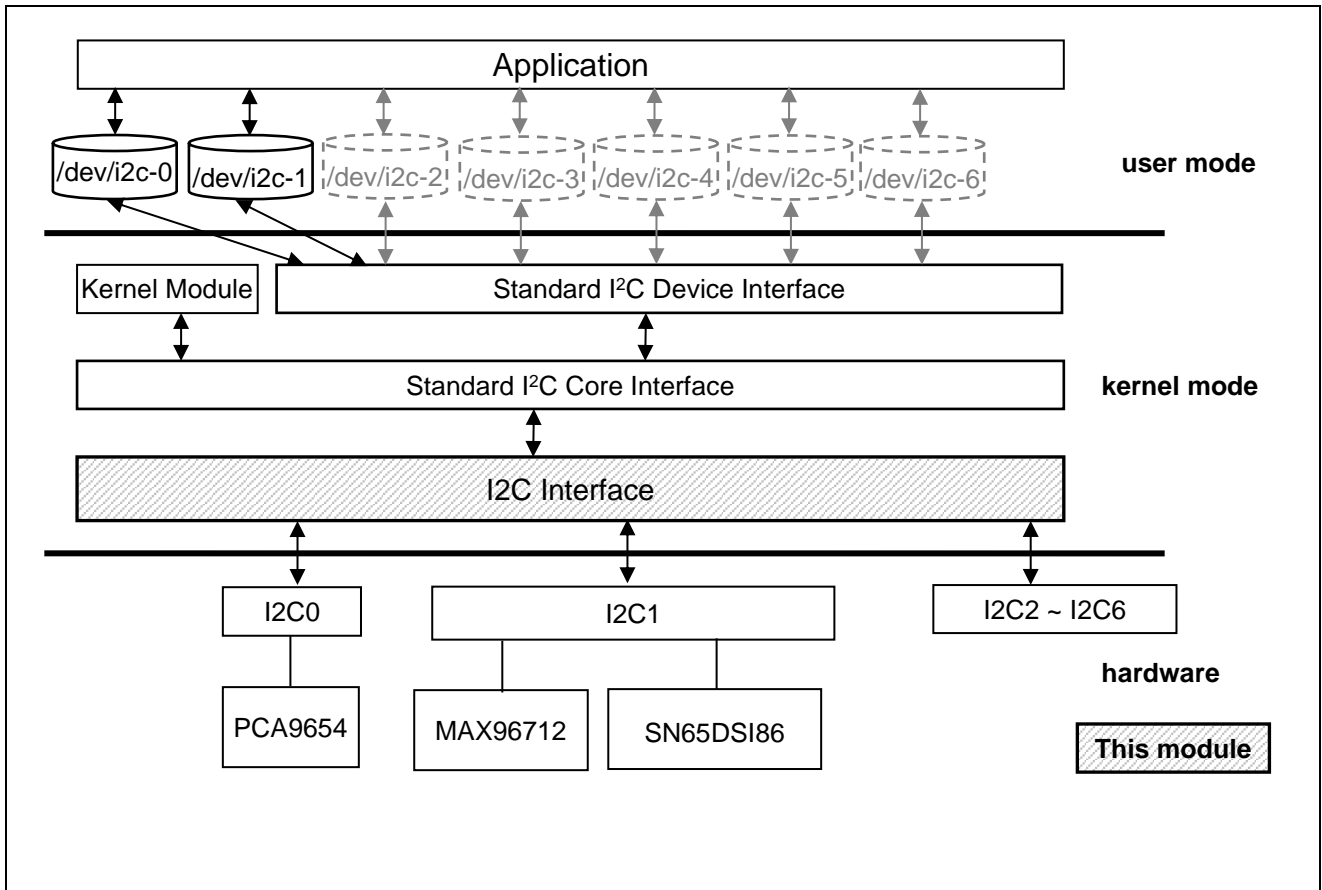 Application
/dev/i2c-0 /dev/i2c-1 /dev/i2c-2 /dev/i2c-3 /dev/i2c-4 /dev/i2c-5 /dev/i2c-6
user mode
Kernel Module
Standard I²C Device Interface
Standard I²C Core Interface
kernel mode
I2C Interface
I2C0
I2C1
I2C2 ~ I2C6
hardware
PCA9654
MAX96712
SN65DSI86
This module